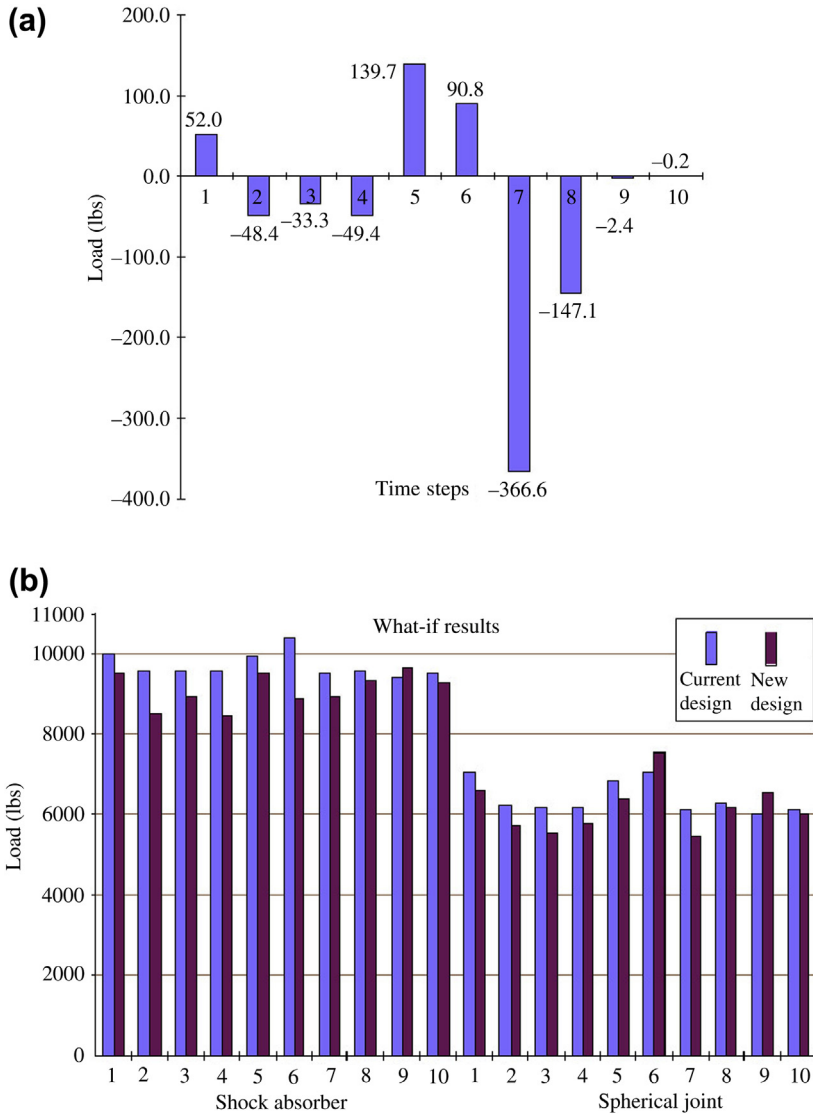 (a)
200.0
100.0
0.0
–100.0
–200.0
–300.0
–400.0
Load (lbs)
52.0
139.7
90.8
–0.2
1 2 3 4 5 6 7 8 9 10
–48.4
–33.3
–49.4
–2.4
–147.1
Time steps
–366.6
(b)
11000
10000
8000
6000
4000
2000
0
Load (lbs)
What-if results
Current design
New design
1 2 3 4 5 6 7 8 9 10 1 2 3 4 5 6 7 8 9 10
Shock absorber
Spherical joint